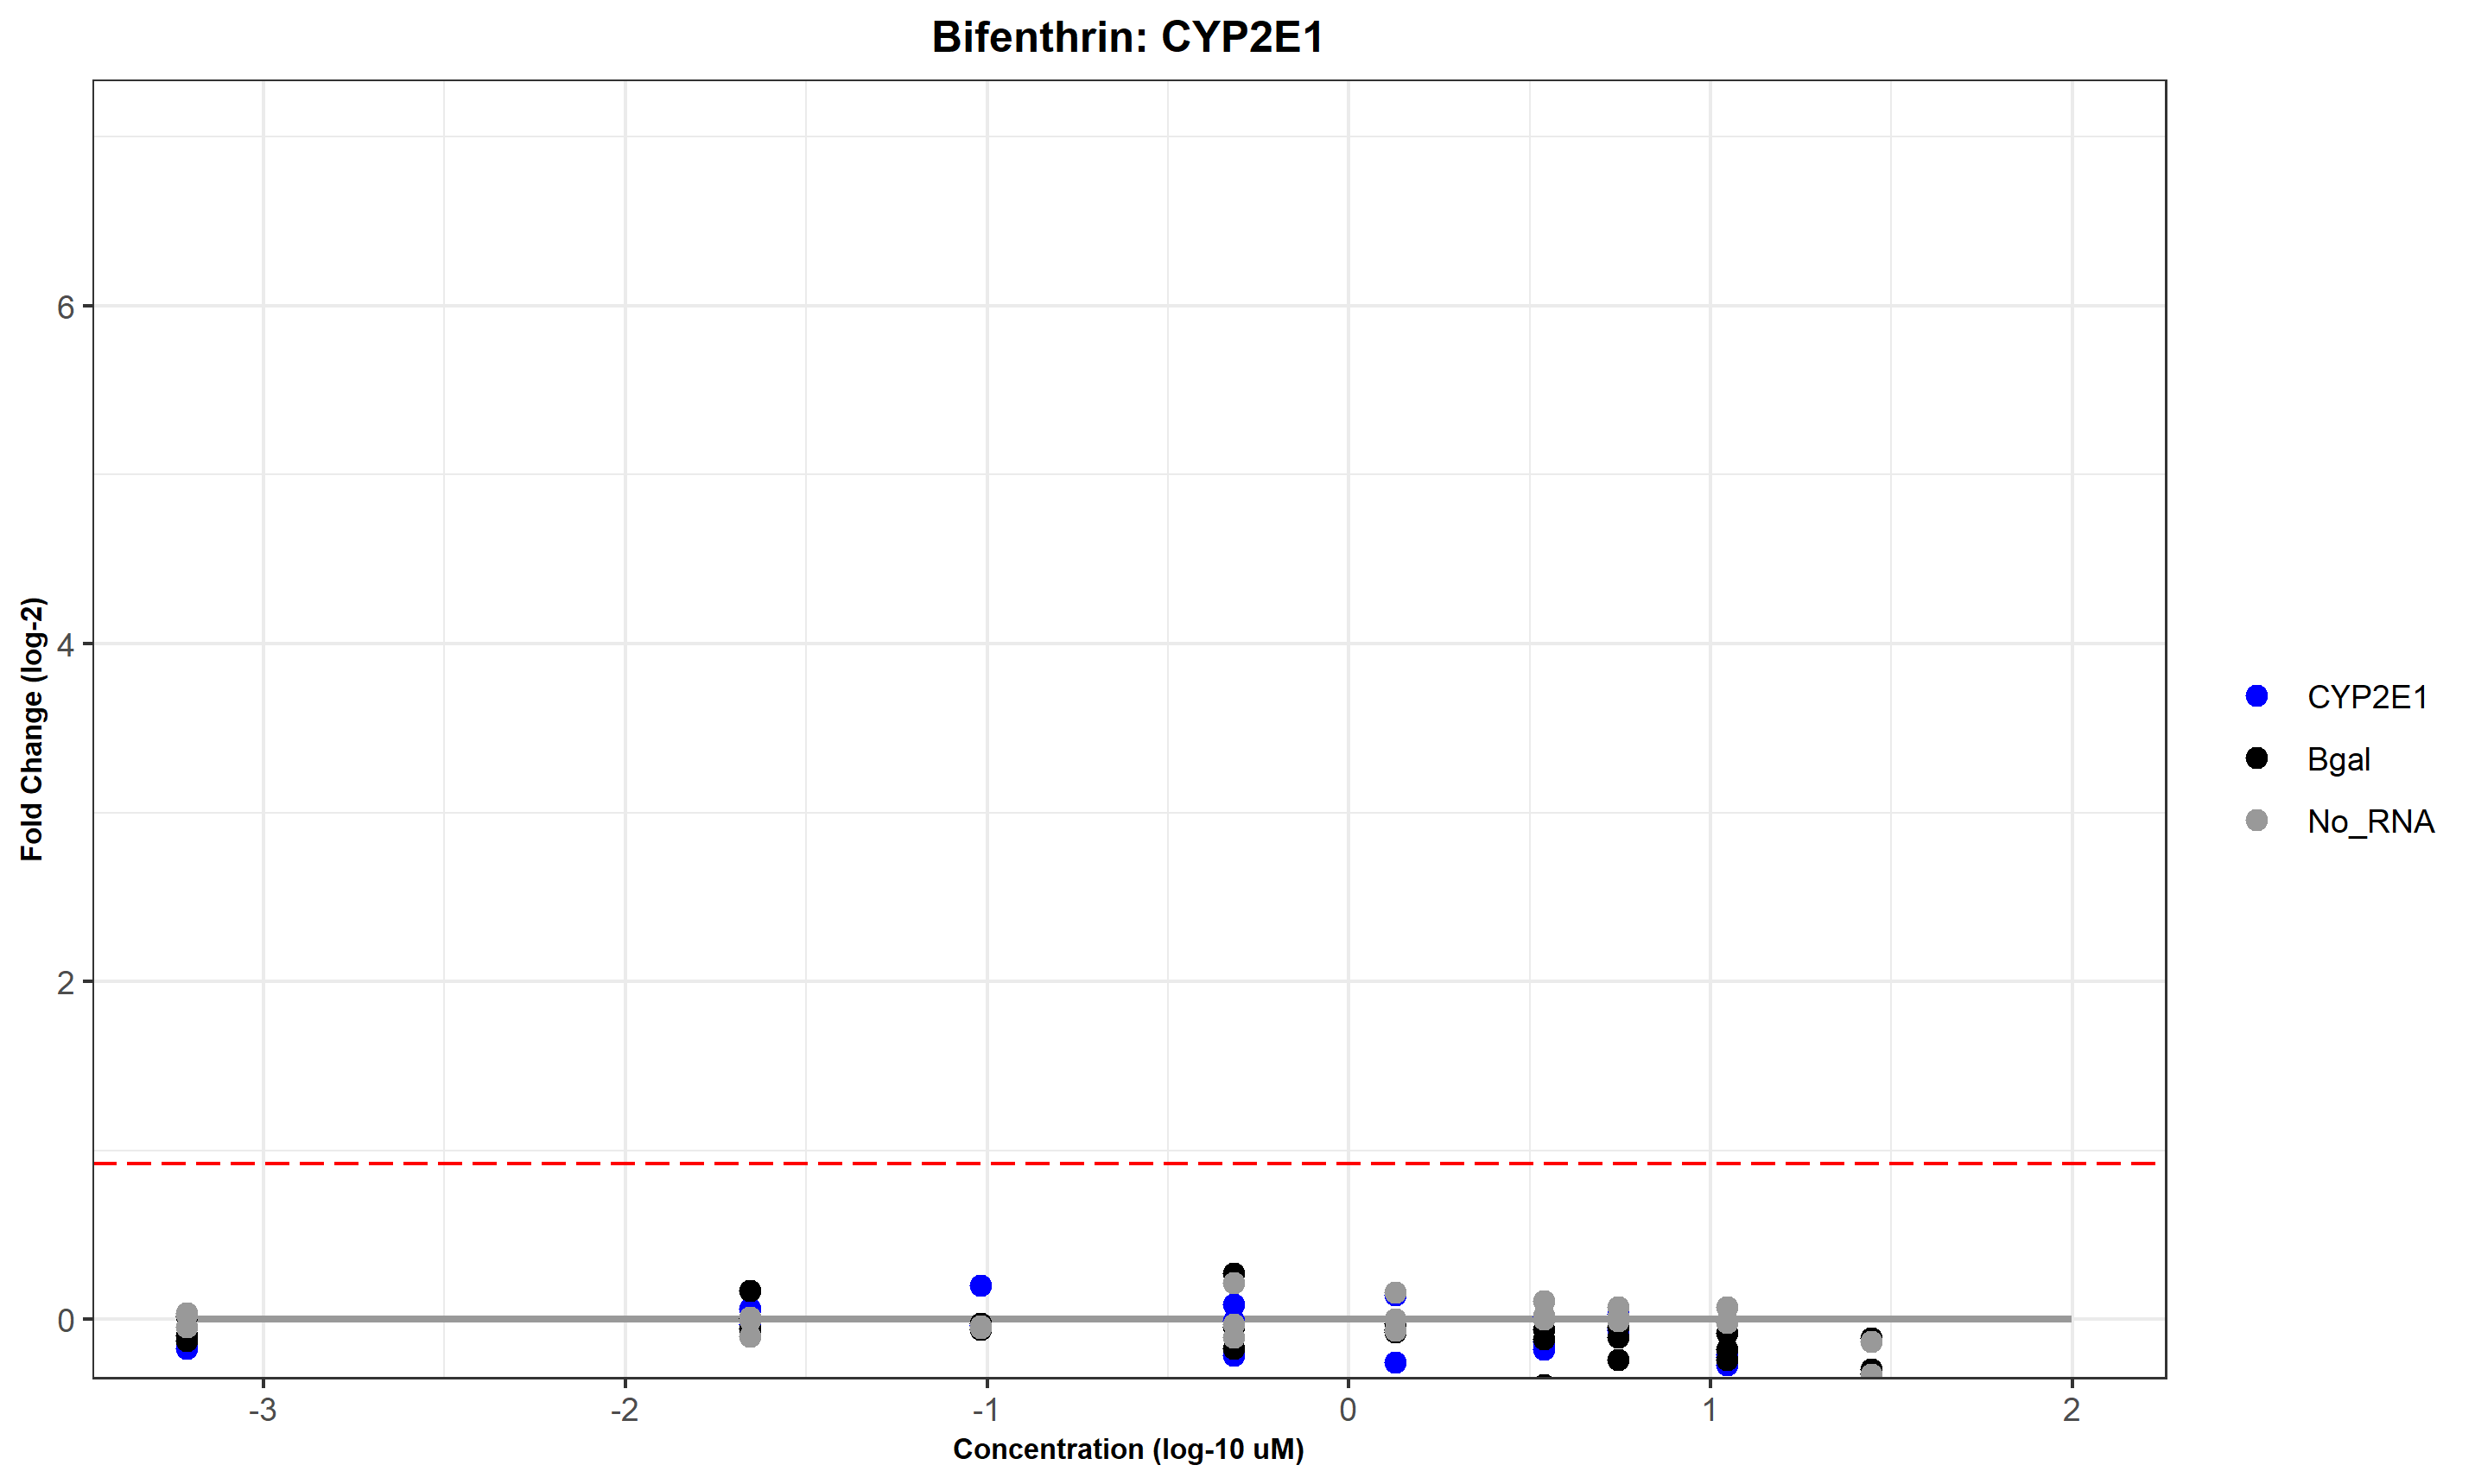 Bifenthrin: CYP2E1
Fold Change (log-2)
6
4
2
0
-3
-2
-1
0
1
2
Concentration (log-10 uM)
CYP2E1
Bgal
No_RNA